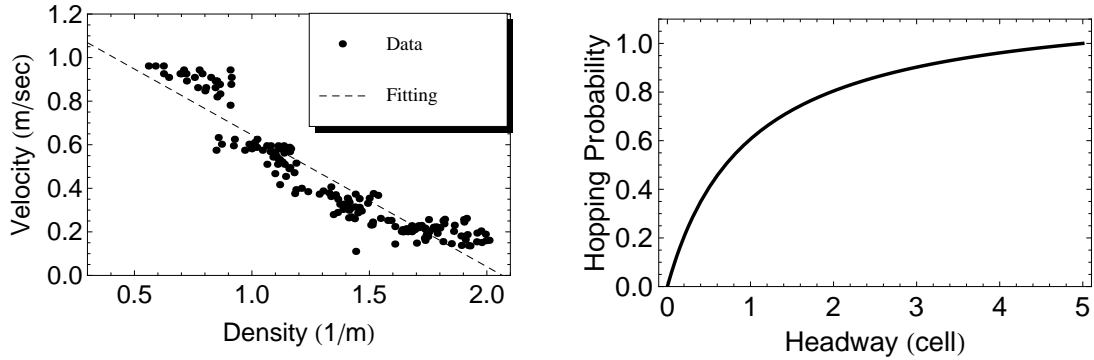 1.2
1.0
0.8
0.6
0.4
0.2
0.0
Velocity (m/sec)
0.5 1.0 1.5 2.0
Density (1/m)
Data
Fitting
1.0
0.8
0.6
0.4
0.2
0.0
Hopping Probability
0 1 2 3 4 5
Headway (cell)